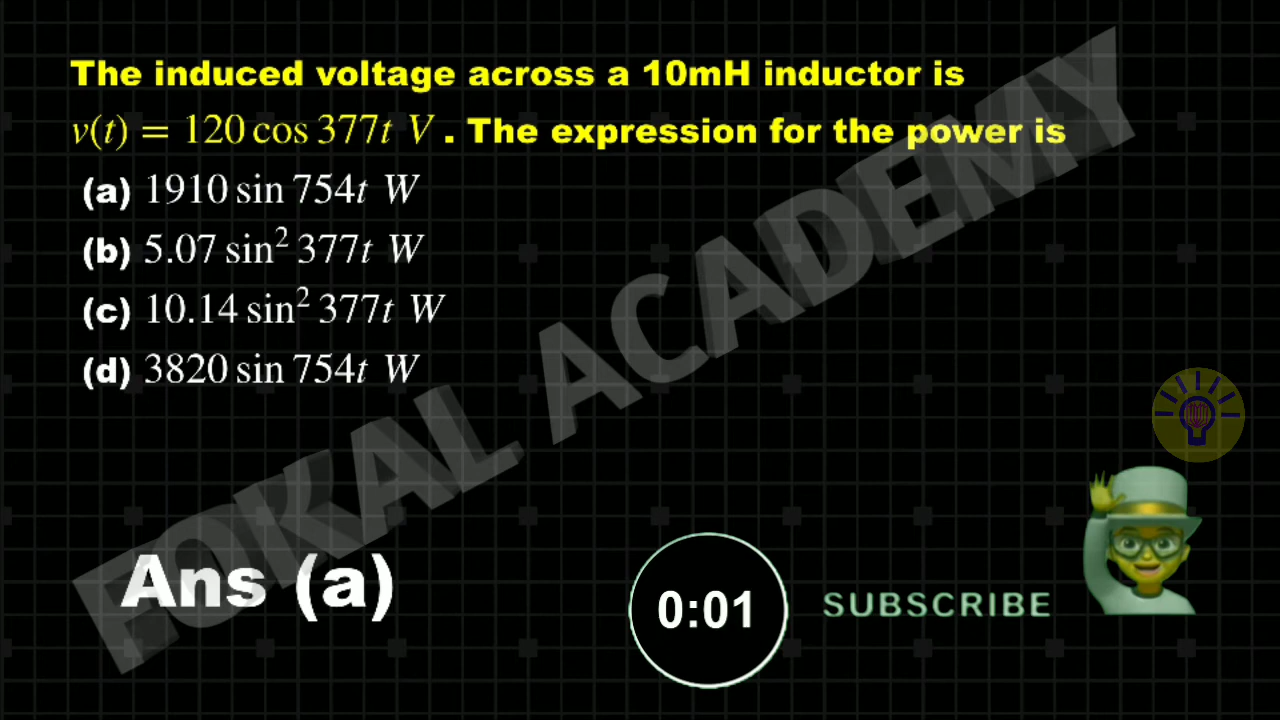 The induced voltage across a 10mH inductor is
v(t) = 120 cos 377t V . The expression for the power is
(a) 1910 sin 754t W
(b) 5.07 sin² 377t W
(c) 10.14 sin² 377t W
(d) 3820 sin 754t W
FOKAL ACADEMY
Ans (a)
0:01
SUBSCRIBE